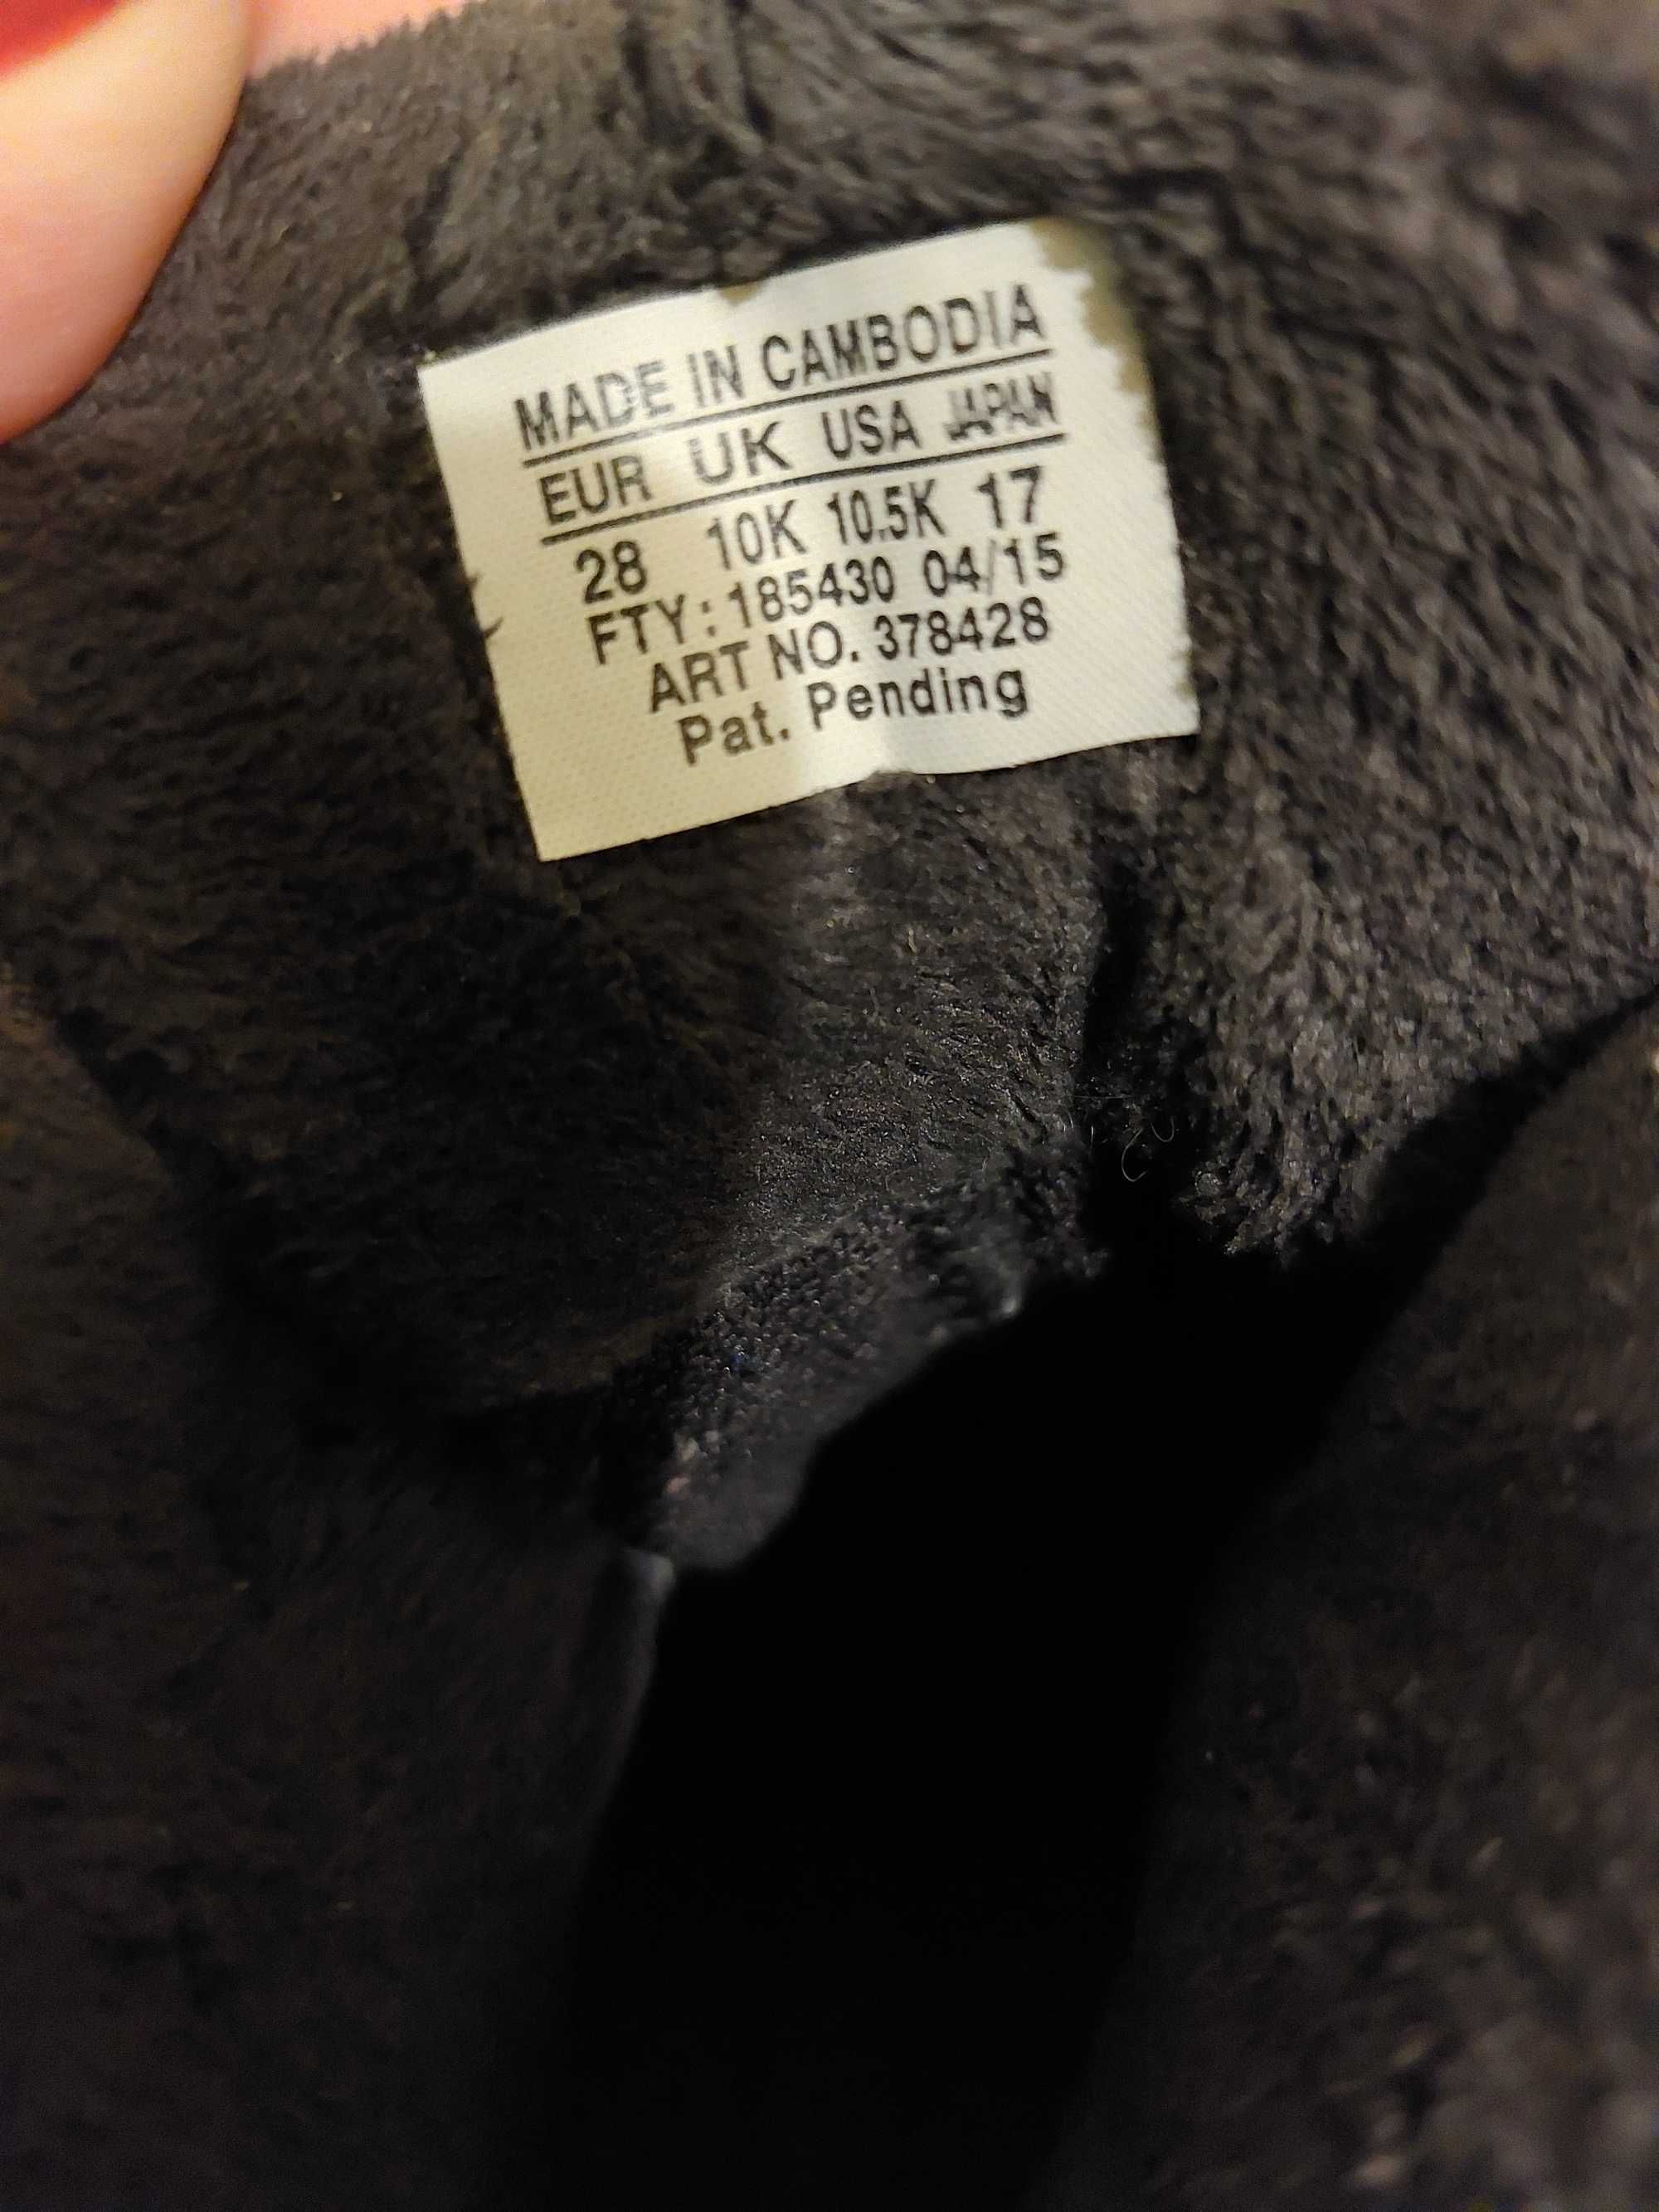 MADE IN CAMBODIA
EUR UK USA JAPAN
28 10K 10.5K 17
FTY: 185430 04/15
ART NO. 378428
Pat. Pending